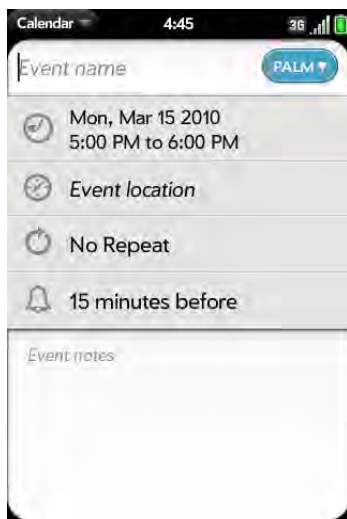 Calendar 4:45 3G
Event name PALM
Mon, Mar 15 2010
5:00 PM to 6:00 PM
Event location
No Repeat
15 minutes before
Event notes